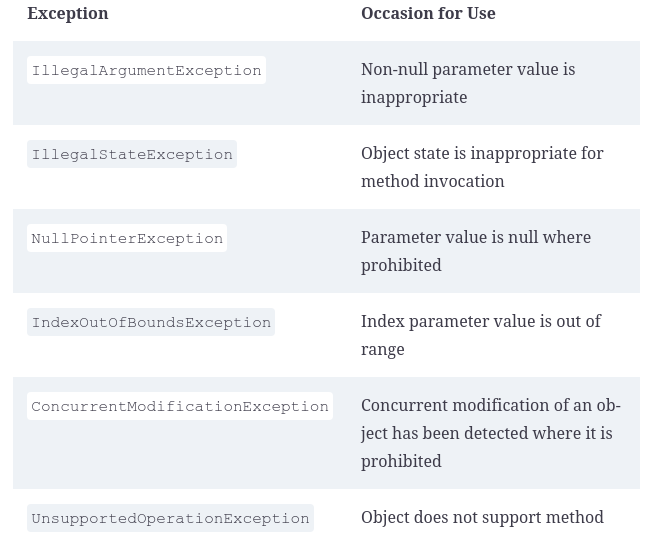 Exception Occasion for Use
IllegalArgumentException Non-null parameter value is
inappropriate
IllegalStateException Object state is inappropriate for
method invocation
NullPointerException Parameter value is null where
prohibited
IndexOutOfBoundsException Index parameter value is out of
range
ConcurrentModificationException Concurrent modification of an ob-
ject has been detected where it is
prohibited
UnsupportedOperationException Object does not support method